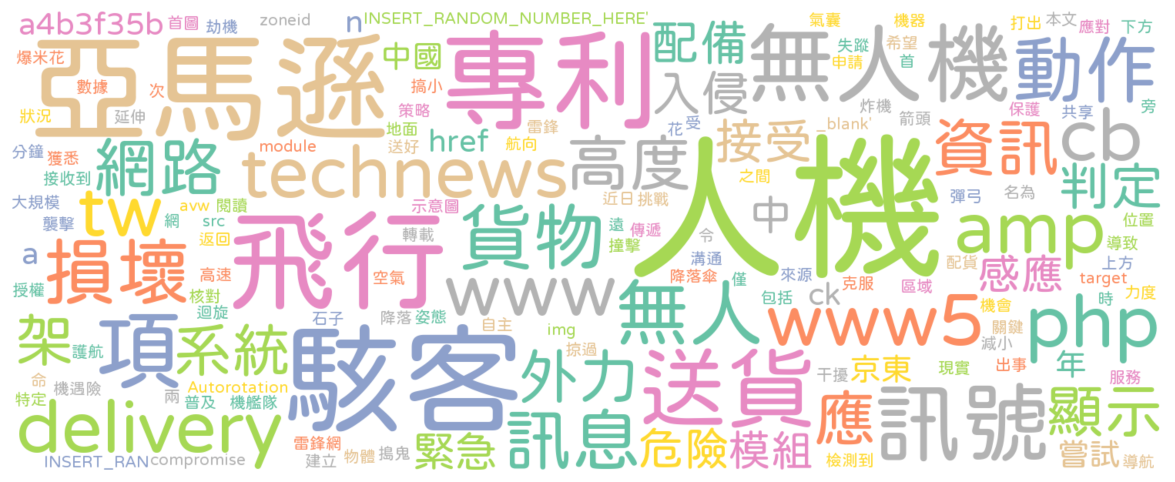 a4b3f35b 首圖 劫機 zoneid n INSERT_RANDOM_NUMBER_HERE' 氣囊 機器 打出 本文 應對 下方
爆米花 亞馬遜 專利 中國 配備 無人機 失蹤 希望 動作
數據 次 搞小 入侵 申請 首
狀況 延伸 策略 地面 花 受 _blank' 炸機 箭頭 保護 共享 旁
分鐘 獲悉 網路 module 送好 href 航向 雷鋒 高度 接受 資訊 cb
接收到 technews 人機 之間 判定
大規模 tw avw 閱讀 示意圖 近日 挑戰 中 彈弓 名為 位置
襲擊 網 src 飛行 貨物 遠 傳遞 令 amp 導致
a 損壞 返回 轉載 撞擊 溝通 配貨 上方
授權 高速 空氣 www 降落傘 僅 來源 克服 區域 感應 target
核對 迴旋 無人 包括 ck 機會 時 力度
架 項 系統 石子 降落 姿態 自主 img www5 關鍵 php
護航 駭客 外力 掠過 減小 年
命 機遇險 兩 Autorotation 送貨 干擾 京東 現實 出事 服務
特定 delivery 普及 機艦隊 訊息 應 訊號 顯示
雷鋒網 緊急 危險 模組
INSERT_RAN compromise 建立 物體 搗鬼 檢測到 嘗試 導航